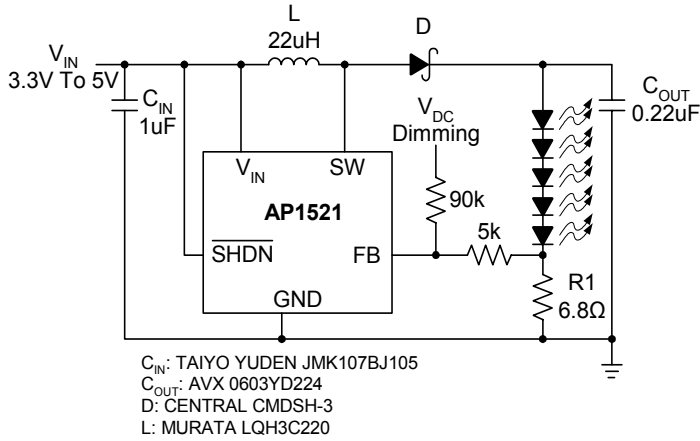 L
22uH
D
V_IN
3.3V To 5V
C_IN
1uF
C_OUT
0.22uF
V_DC
Dimming
V_IN
SW
90k
AP1521
5k
SHDN
FB
R1
6.8Ω
GND
C_IN: TAIYO YUDEN JMK107BJ105
C_OUT: AVX 0603YD224
D: CENTRAL CMDSH-3
L: MURATA LQH3C220